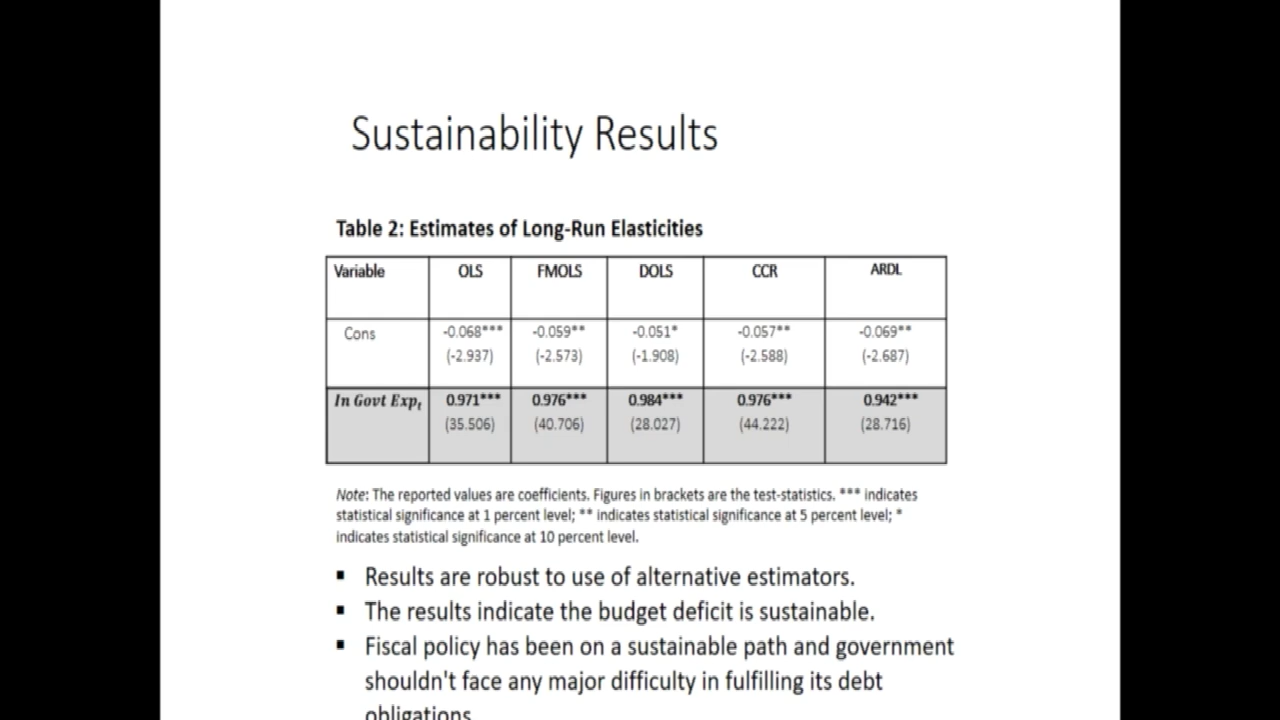 Sustainability Results
Table 2: Estimates of Long-Run Elasticities
Variable OLS FMOLS DOLS CCR ARDL
Cons -0.068*** -0.059** -0.051* -0.057** -0.069**
(-2.937) (-2.573) (-1.908) (-2.588) (-2.687)
In Govt Expt 0.971*** 0.976*** 0.984*** 0.976*** 0.942***
(35.506) (40.706) (28.027) (44.222) (28.716)
Note: The reported values are coefficients. Figures in brackets are the test-statistics. *** indicates
statistical significance at 1 percent level; ** indicates statistical significance at 5 percent level; *
indicates statistical significance at 10 percent level.
▪ Results are robust to use of alternative estimators.
▪ The results indicate the budget deficit is sustainable.
▪ Fiscal policy has been on a sustainable path and government
shouldn't face any major difficulty in fulfilling its debt
obligations